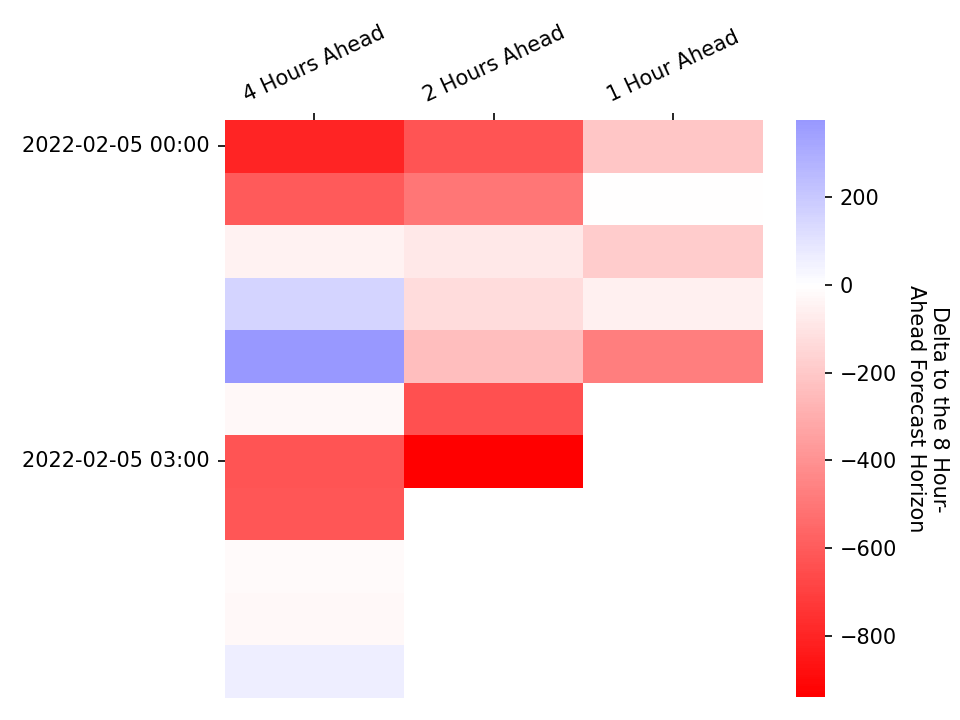 4 Hours Ahead
2 Hours Ahead
1 Hour Ahead
2022-02-05 00:00
2022-02-05 03:00
200
0
−200
−400
−600
−800
Delta to the 8 Hour-
Ahead Forecast Horizon